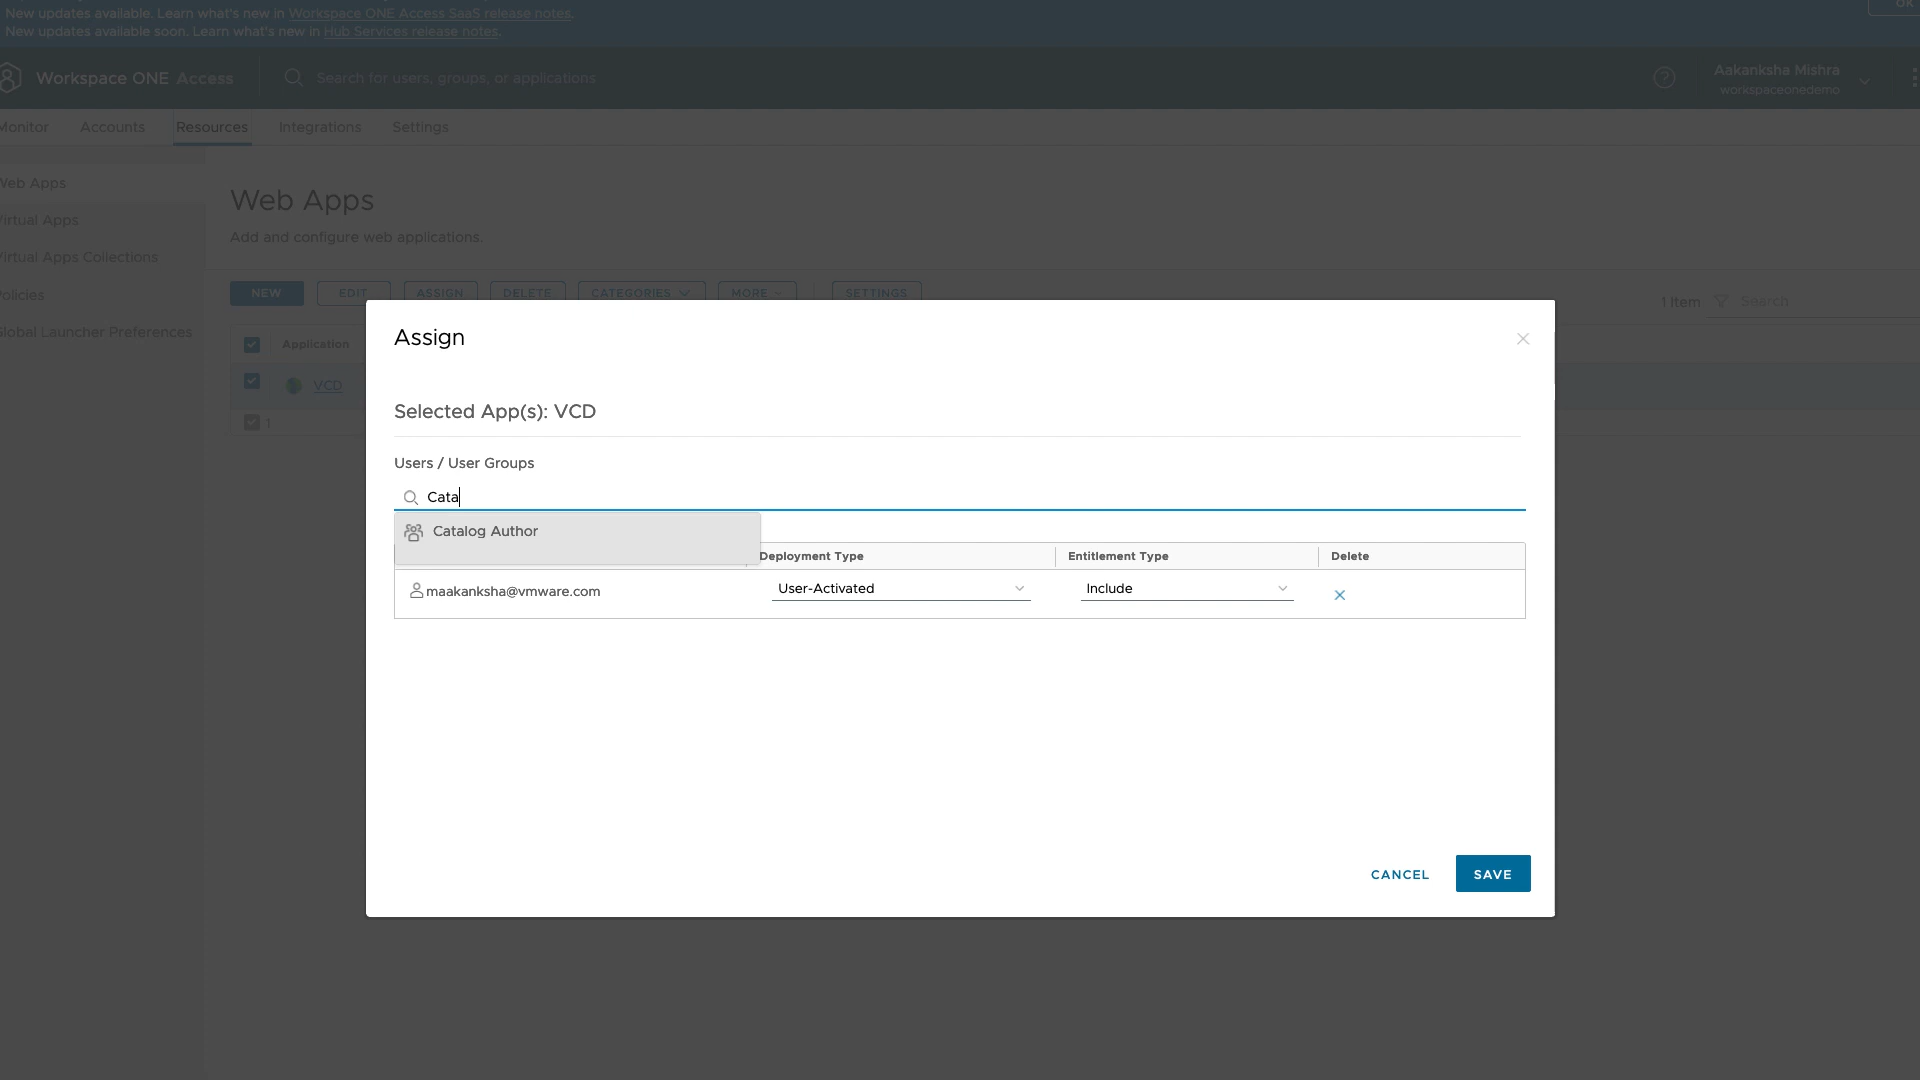 New updates available. Learn what's new in Workspace ONE Access SaaS release notes.
New updates available soon. Learn what's new in Hub Services release notes.
OK
Workspace ONE Access
Search for users, groups, or applications
Aakanksha Mishra
workspaceonedemo
Monitor Accounts Resources Integrations Settings
Web Apps
Virtual Apps
Virtual Apps Collections
Policies
Global Launcher Preferences
Web Apps
Add and configure web applications.
NEW EDIT ASSIGN DELETE CATEGORIES MORE SETTINGS
1 Item Search
Application
VCD
1
Assign
Selected App(s): VCD
Users / User Groups
Cata
Catalog Author
Deployment Type Entitlement Type Delete
maakanksha@vmware.com User-Activated Include
CANCEL SAVE